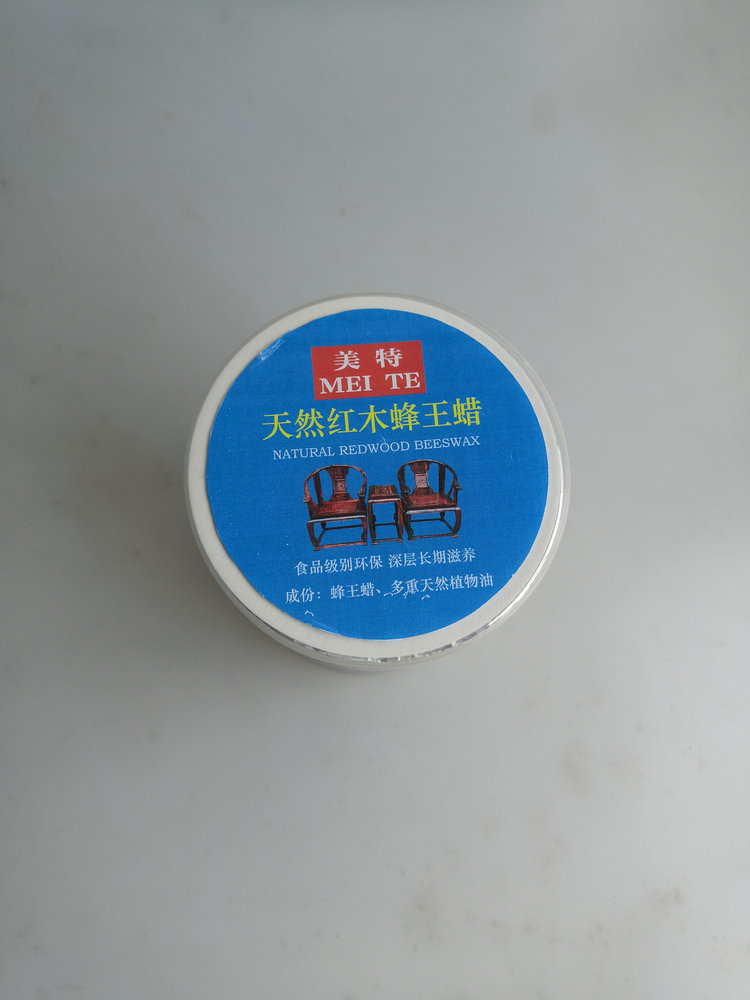 美特
MEI TE
天然红木蜂王蜡
NATURAL REDWOOD BEESWAX
食品级别环保 深层长期滋养
成份：蜂王蜡、多重天然植物油